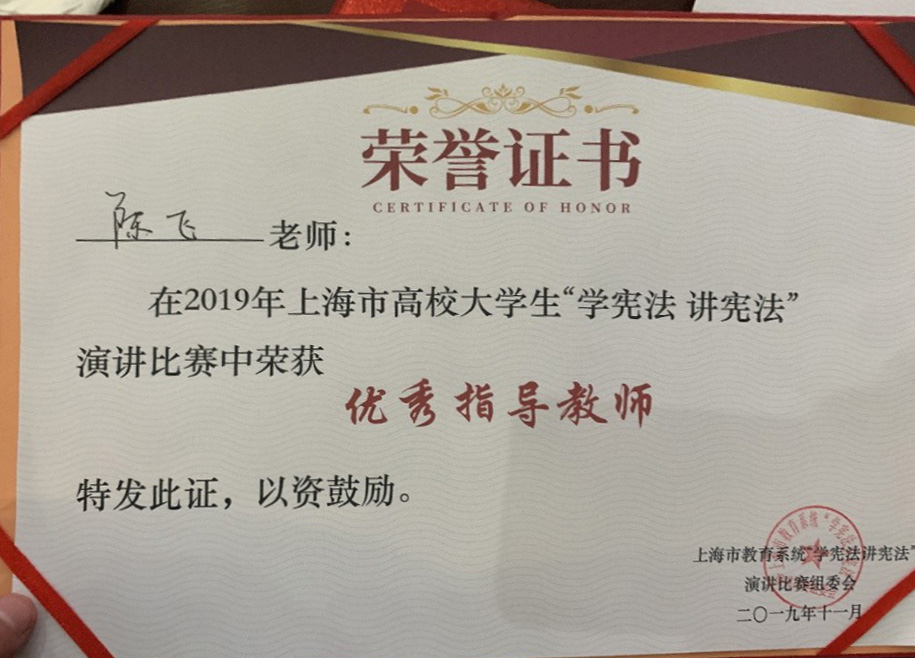 荣誉证书
CERTIFICATE OF HONOR
陈飞 老师：
在2019年上海市高校大学生“学宪法 讲宪法”
演讲比赛中荣获
优秀指导教师
特发此证，以资鼓励。
上海市教育系统“学宪法讲宪法”
演讲比赛组委会
二〇一九年十一月